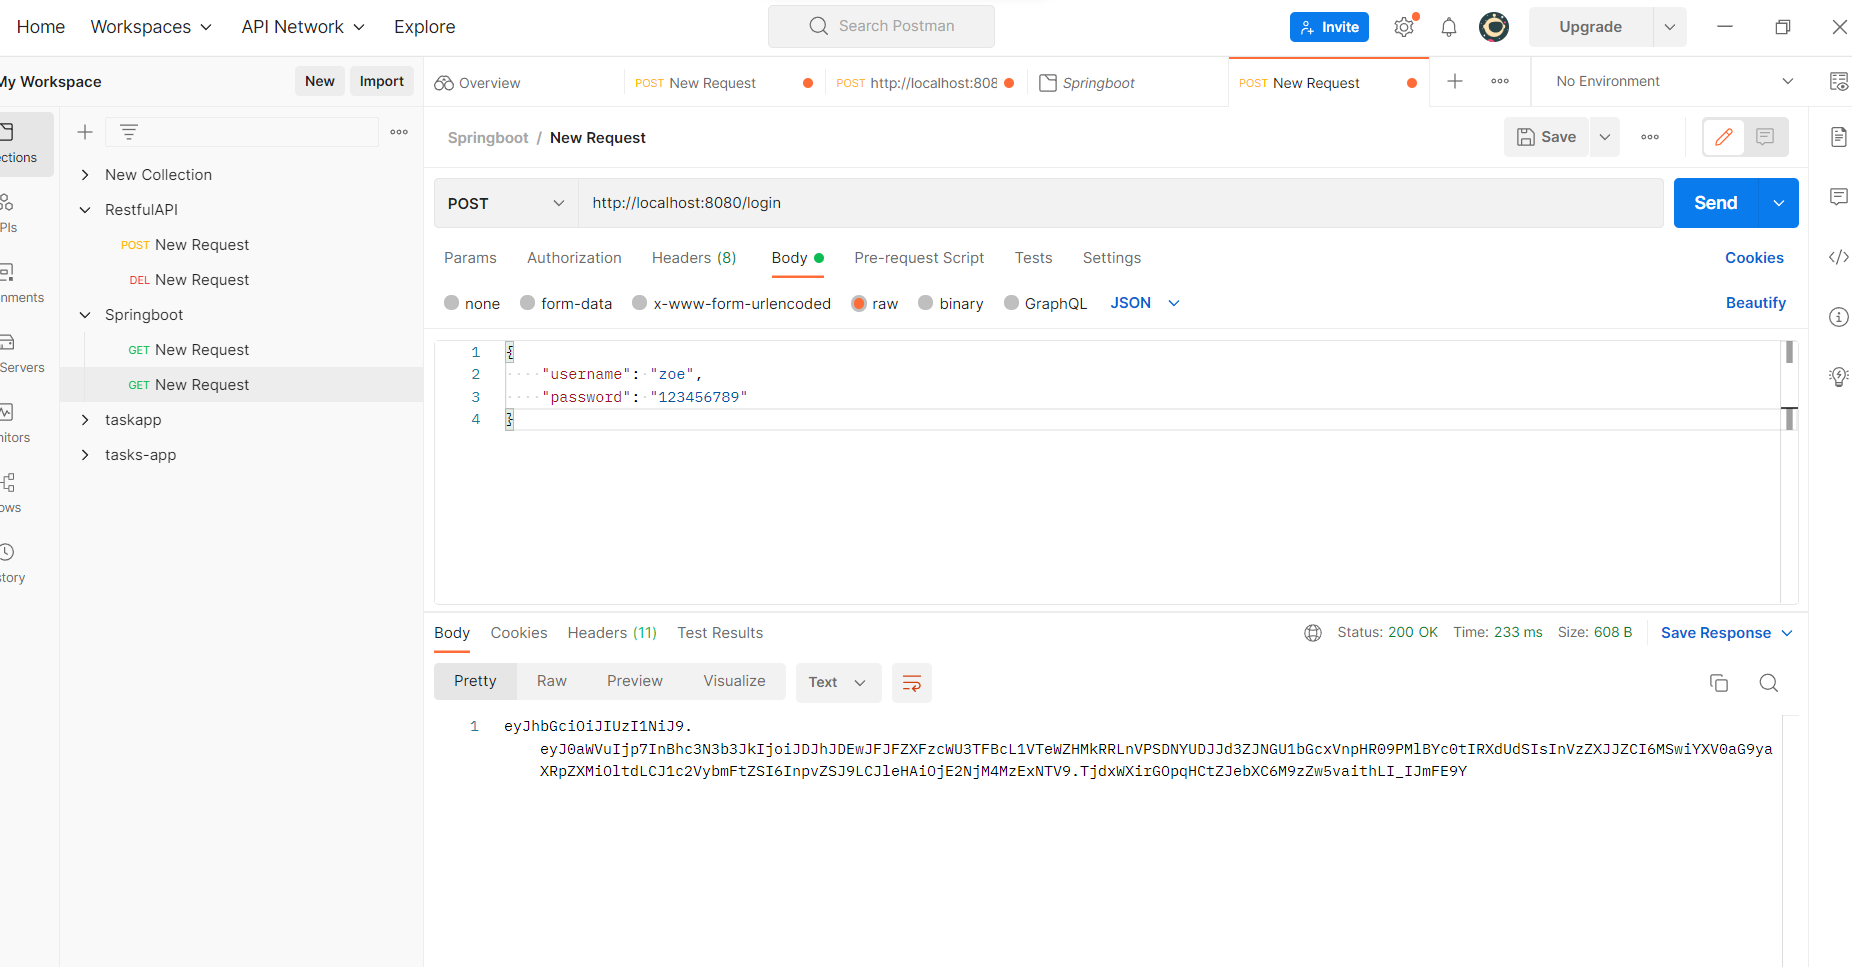 Home Workspaces API Network Explore Search Postman Invite Upgrade
My Workspace New Import Overview POST New Request POST http://localhost:808 Springboot POST New Request No Environment
Springboot / New Request Save
ctions
New Collection
RestfulAPI
POST New Request
DEL New Request
Springboot
GET New Request
GET New Request
taskapp
tasks-app
PIs
nments
Servers
nitors
ows
story
POST http://localhost:8080/login Send
Params Authorization Headers (8) Body Pre-request Script Tests Settings Cookies
none form-data x-www-form-urlencoded raw binary GraphQL JSON Beautify
1 {
2 "username": "zoe",
3 "password": "123456789"
4 }
Body Cookies Headers (11) Test Results Status: 200 OK Time: 233 ms Size: 608 B Save Response
Pretty Raw Preview Visualize Text
1 eyJhbGciOiJIUzI1NiJ9.
eyJ0aWVuIjp7InBhc3N3b3JkIjoiJDJhJDEwJFJFZXFzcWU3TFBcL1VTeWZHMkRRLnVPSDNYUDJJd3ZJNGU1bGcxVnpHR09PMlBYc0tIRXdUdSIsInVzZXJJZCI6MSwiYXV0aG9ya
XRpZXMiOltdLCJ1c2VybmFtZSI6InpvZSJ9LCJleHAiOjE2NjM4MzExNTV9.TjdxWXirGOpqHCtZJebXC6M9zZw5vaithLI_IJmFE9Y